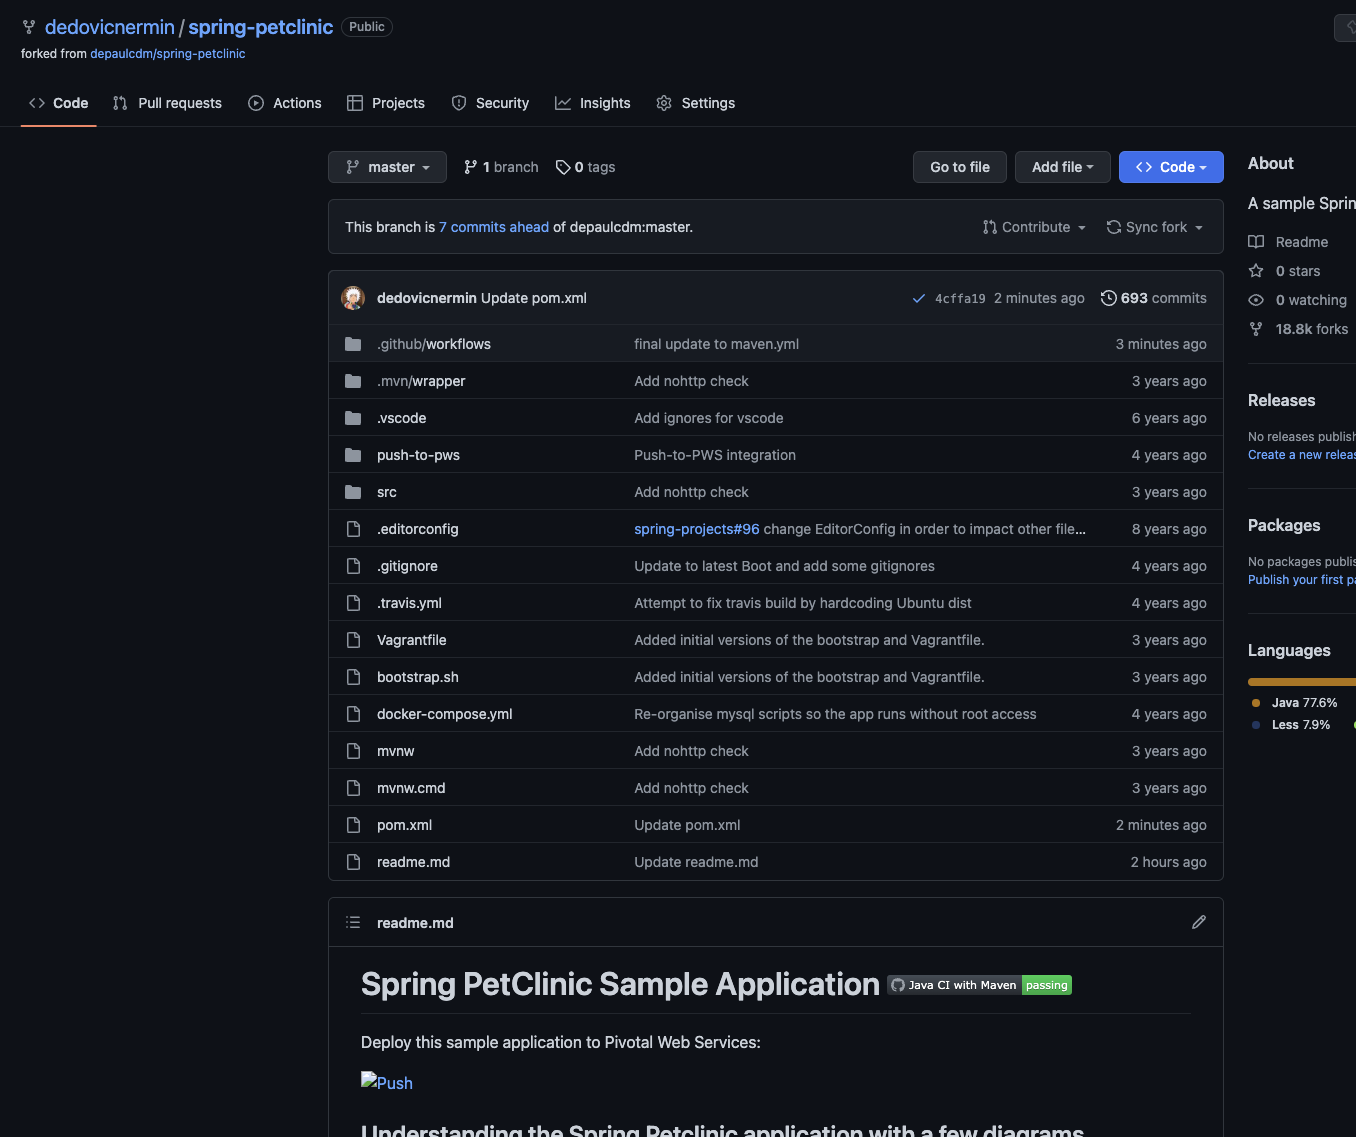 dedovicnermin / spring-petclinic Public
forked from depaulcdm/spring-petclinic
Code Pull requests Actions Projects Security Insights Settings
master 1 branch 0 tags Go to file Add file Code
This branch is 7 commits ahead of depaulcdm:master. Contribute Sync fork
dedovicnermin Update pom.xml 4cffa19 2 minutes ago 693 commits
.github/workflows final update to maven.yml 3 minutes ago
.mvn/wrapper Add nohttp check 3 years ago
.vscode Add ignores for vscode 6 years ago
push-to-pws Push-to-PWS integration 4 years ago
src Add nohttp check 3 years ago
.editorconfig spring-projects#96 change EditorConfig in order to impact other file… 8 years ago
.gitignore Update to latest Boot and add some gitignores 4 years ago
.travis.yml Attempt to fix travis build by hardcoding Ubuntu dist 4 years ago
Vagrantfile Added initial versions of the bootstrap and Vagrantfile. 3 years ago
bootstrap.sh Added initial versions of the bootstrap and Vagrantfile. 3 years ago
docker-compose.yml Re-organise mysql scripts so the app runs without root access 4 years ago
mvnw Add nohttp check 3 years ago
mvnw.cmd Add nohttp check 3 years ago
pom.xml Update pom.xml 2 minutes ago
readme.md Update readme.md 2 hours ago
readme.md
Spring PetClinic Sample Application Java CI with Maven passing
Deploy this sample application to Pivotal Web Services:
Push
Understanding the Spring Petclinic application with a few diagrams
About
A sample Sprin
Readme
0 stars
0 watching
18.8k forks
Releases
No releases publish
Create a new releas
Packages
No packages publis
Publish your first pa
Languages
Java 77.6%
Less 7.9%